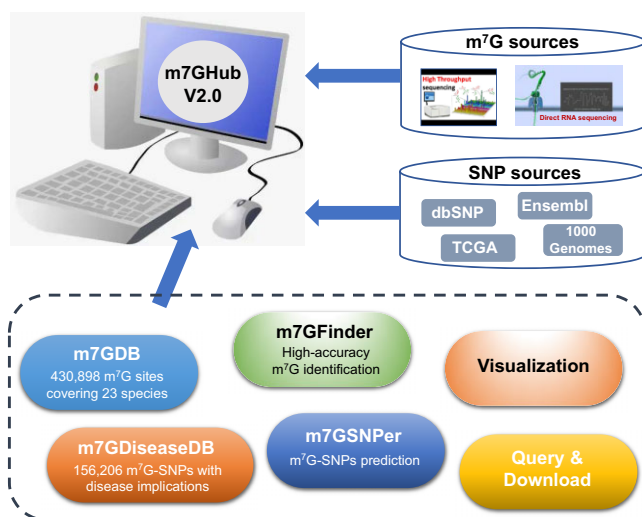 m7GHub
V2.0
m⁷G sources
High Throughput
sequencing
Direct RNA sequencing
SNP sources
dbSNP
Ensembl
TCGA
1000
Genomes
m7GDB
430,898 m⁷G sites
covering 23 species
m7GFinder
High-accuracy
m⁷G identification
Visualization
m7GDiseaseDB
156,206 m⁷G-SNPs with
disease implications
m7GSNPer
m⁷G-SNPs prediction
Query &
Download